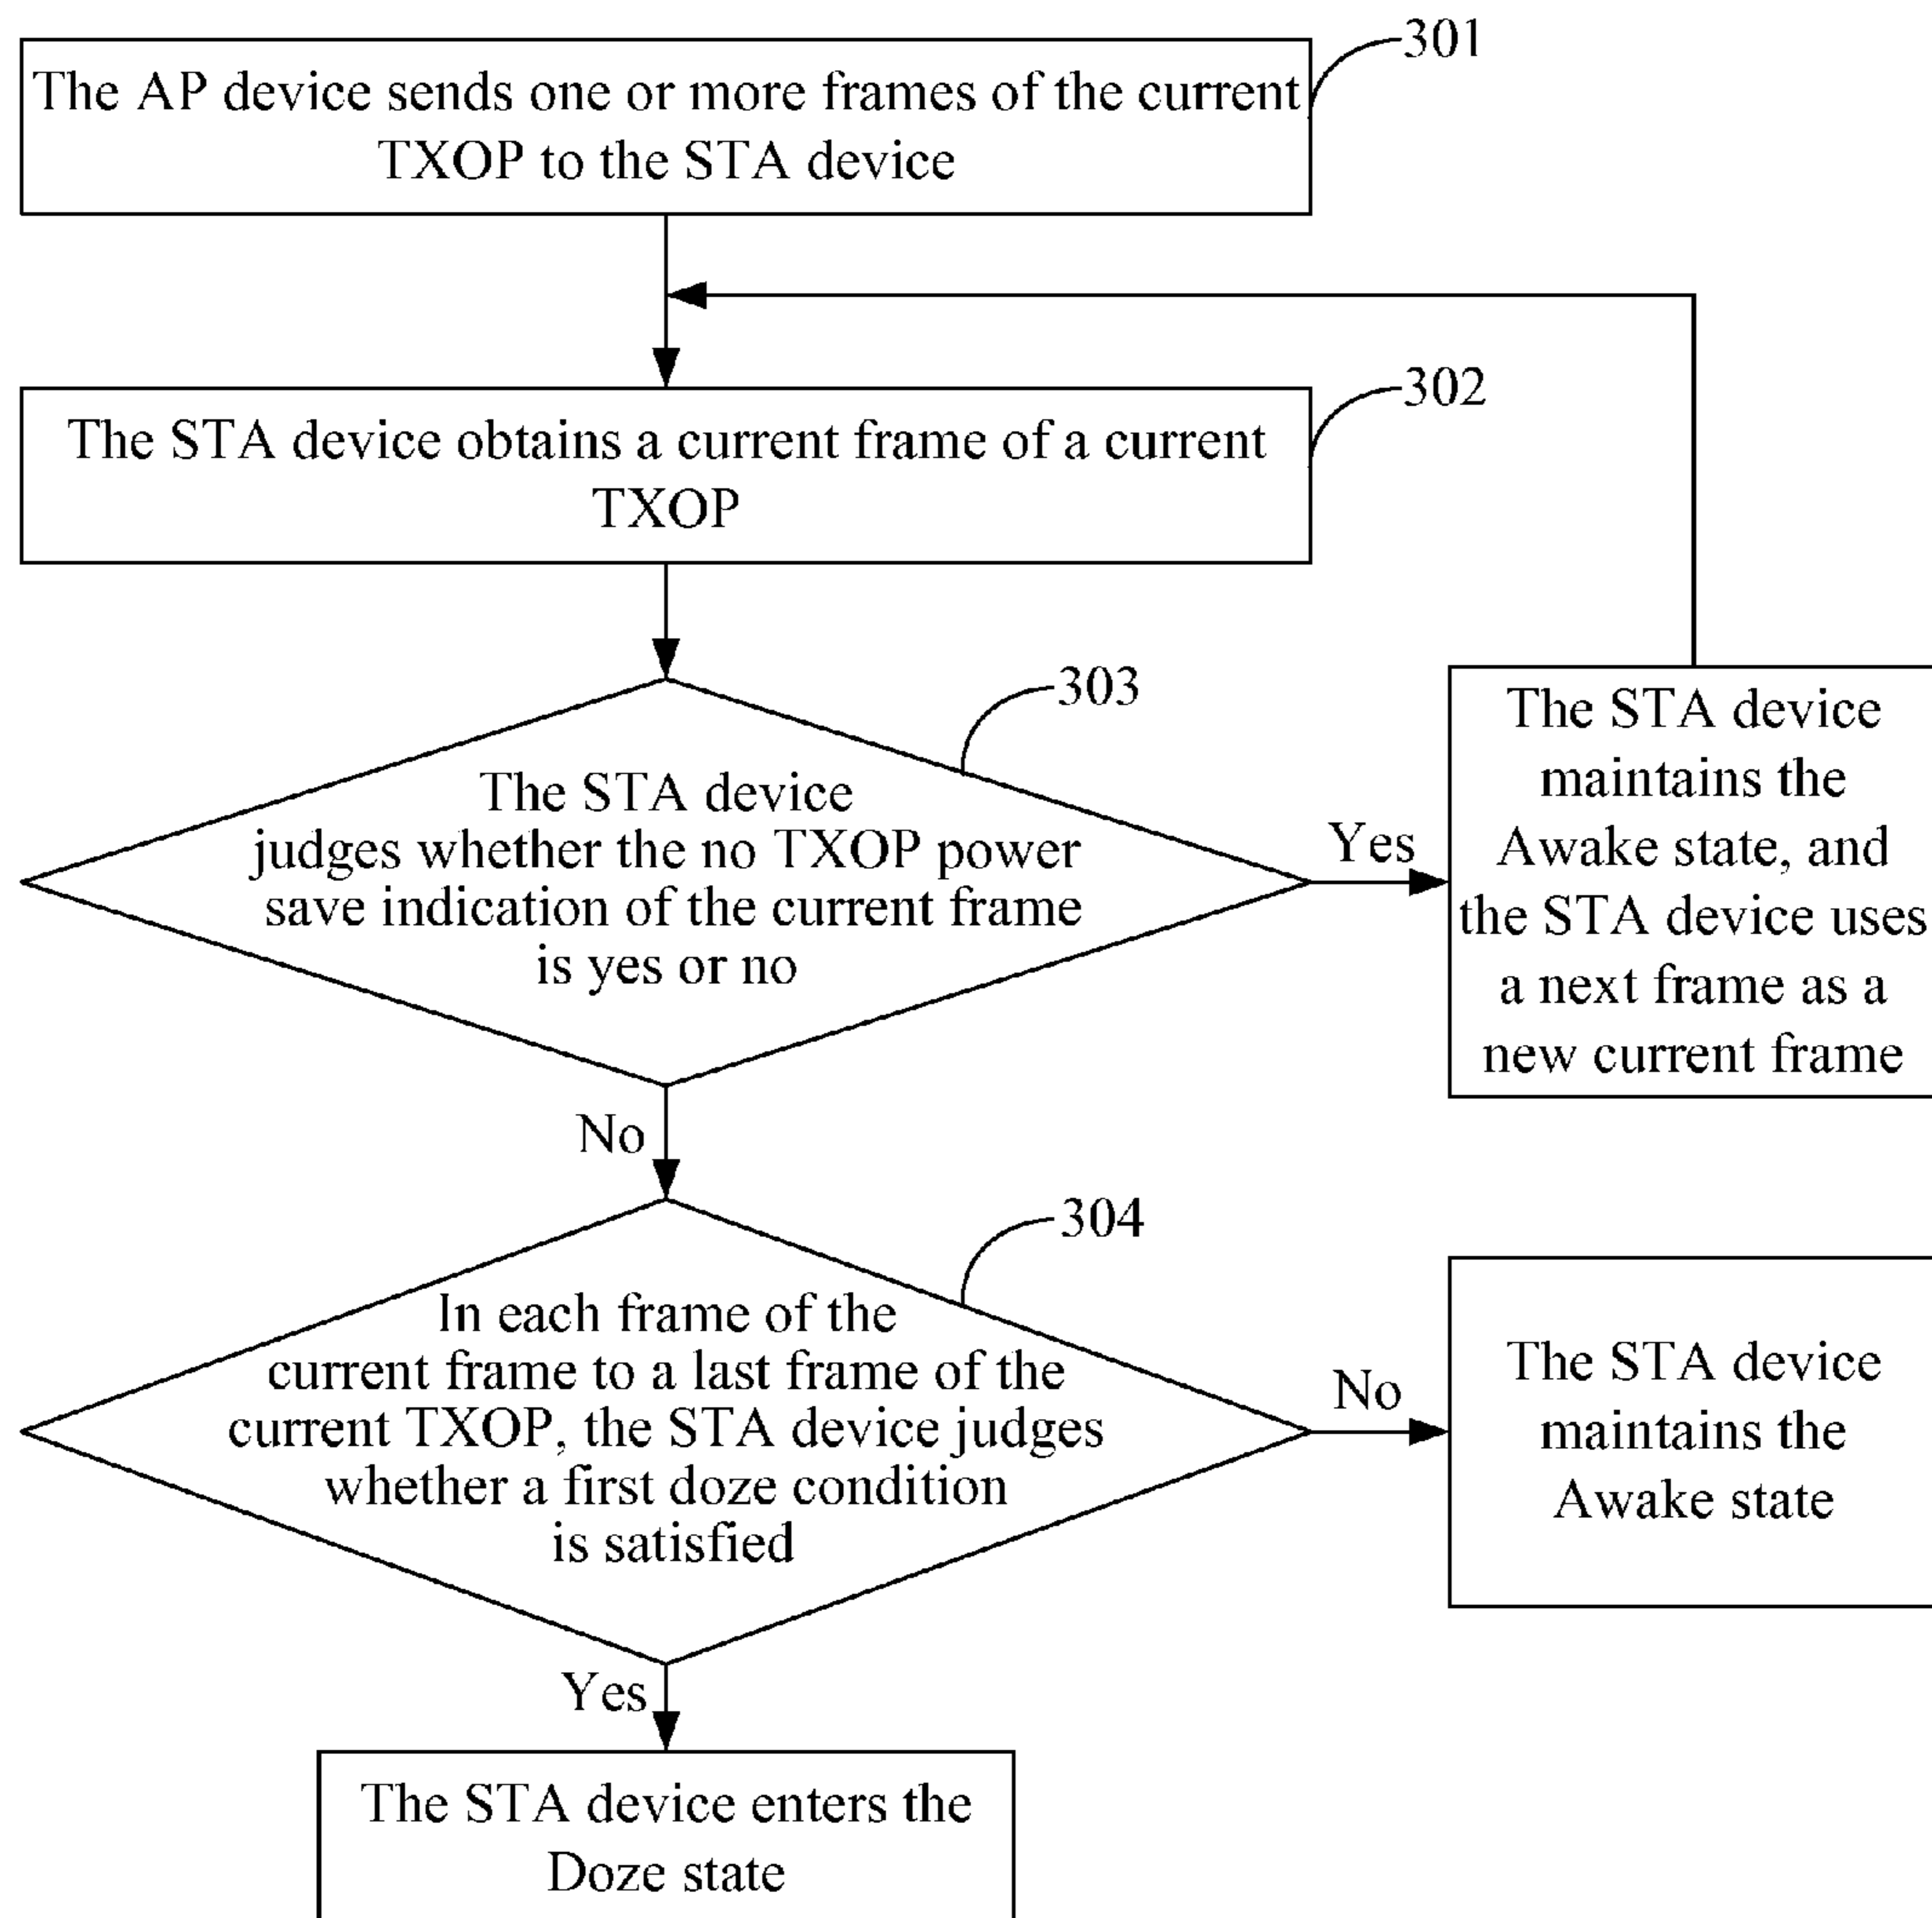 301
The AP device sends one or more frames of the current
TXOP to the STA device
302
The STA device obtains a current frame of a current
TXOP
303
The STA device
judges whether the no TXOP power
save indication of the current frame
is yes or no
Yes
The STA device
maintains the
Awake state, and
the STA device uses
a next frame as a
new current frame
No
304
In each frame of the
current frame to a last frame of the
current TXOP, the STA device judges
whether a first doze condition
is satisfied
No
The STA device
maintains the
Awake state
Yes
The STA device enters the
Doze state